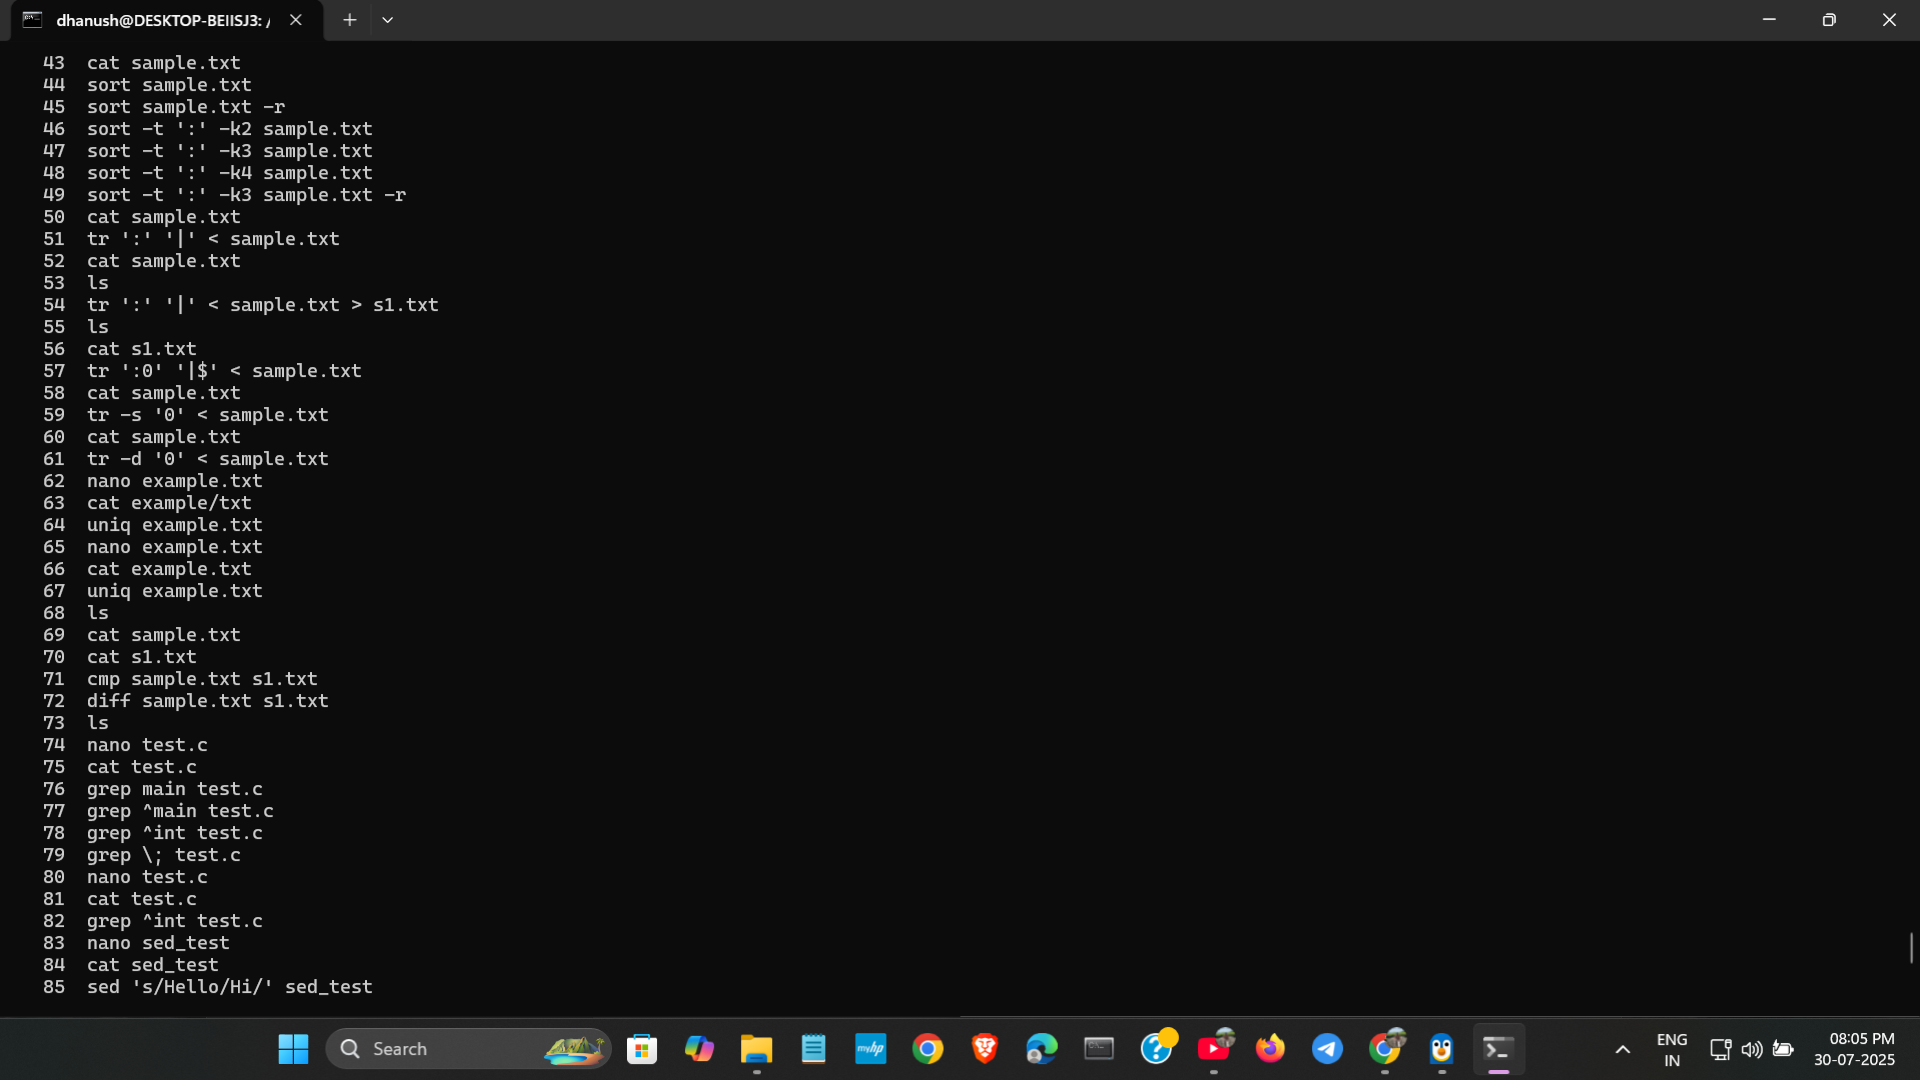 dhanush@DESKTOP-BEIISJ3: /
43 cat sample.txt
44 sort sample.txt
45 sort sample.txt -r
46 sort -t ':' -k2 sample.txt
47 sort -t ':' -k3 sample.txt
48 sort -t ':' -k4 sample.txt
49 sort -t ':' -k3 sample.txt -r
50 cat sample.txt
51 tr ':' '|' < sample.txt
52 cat sample.txt
53 ls
54 tr ':' '|' < sample.txt > s1.txt
55 ls
56 cat s1.txt
57 tr ':0' '|$' < sample.txt
58 cat sample.txt
59 tr -s '0' < sample.txt
60 cat sample.txt
61 tr -d '0' < sample.txt
62 nano example.txt
63 cat example/txt
64 uniq example.txt
65 nano example.txt
66 cat example.txt
67 uniq example.txt
68 ls
69 cat sample.txt
70 cat s1.txt
71 cmp sample.txt s1.txt
72 diff sample.txt s1.txt
73 ls
74 nano test.c
75 cat test.c
76 grep main test.c
77 grep ^main test.c
78 grep ^int test.c
79 grep \; test.c
80 nano test.c
81 cat test.c
82 grep ^int test.c
83 nano sed_test
84 cat sed_test
85 sed 's/Hello/Hi/' sed_test
Search
myhp
ENG
IN
08:05 PM
30-07-2025